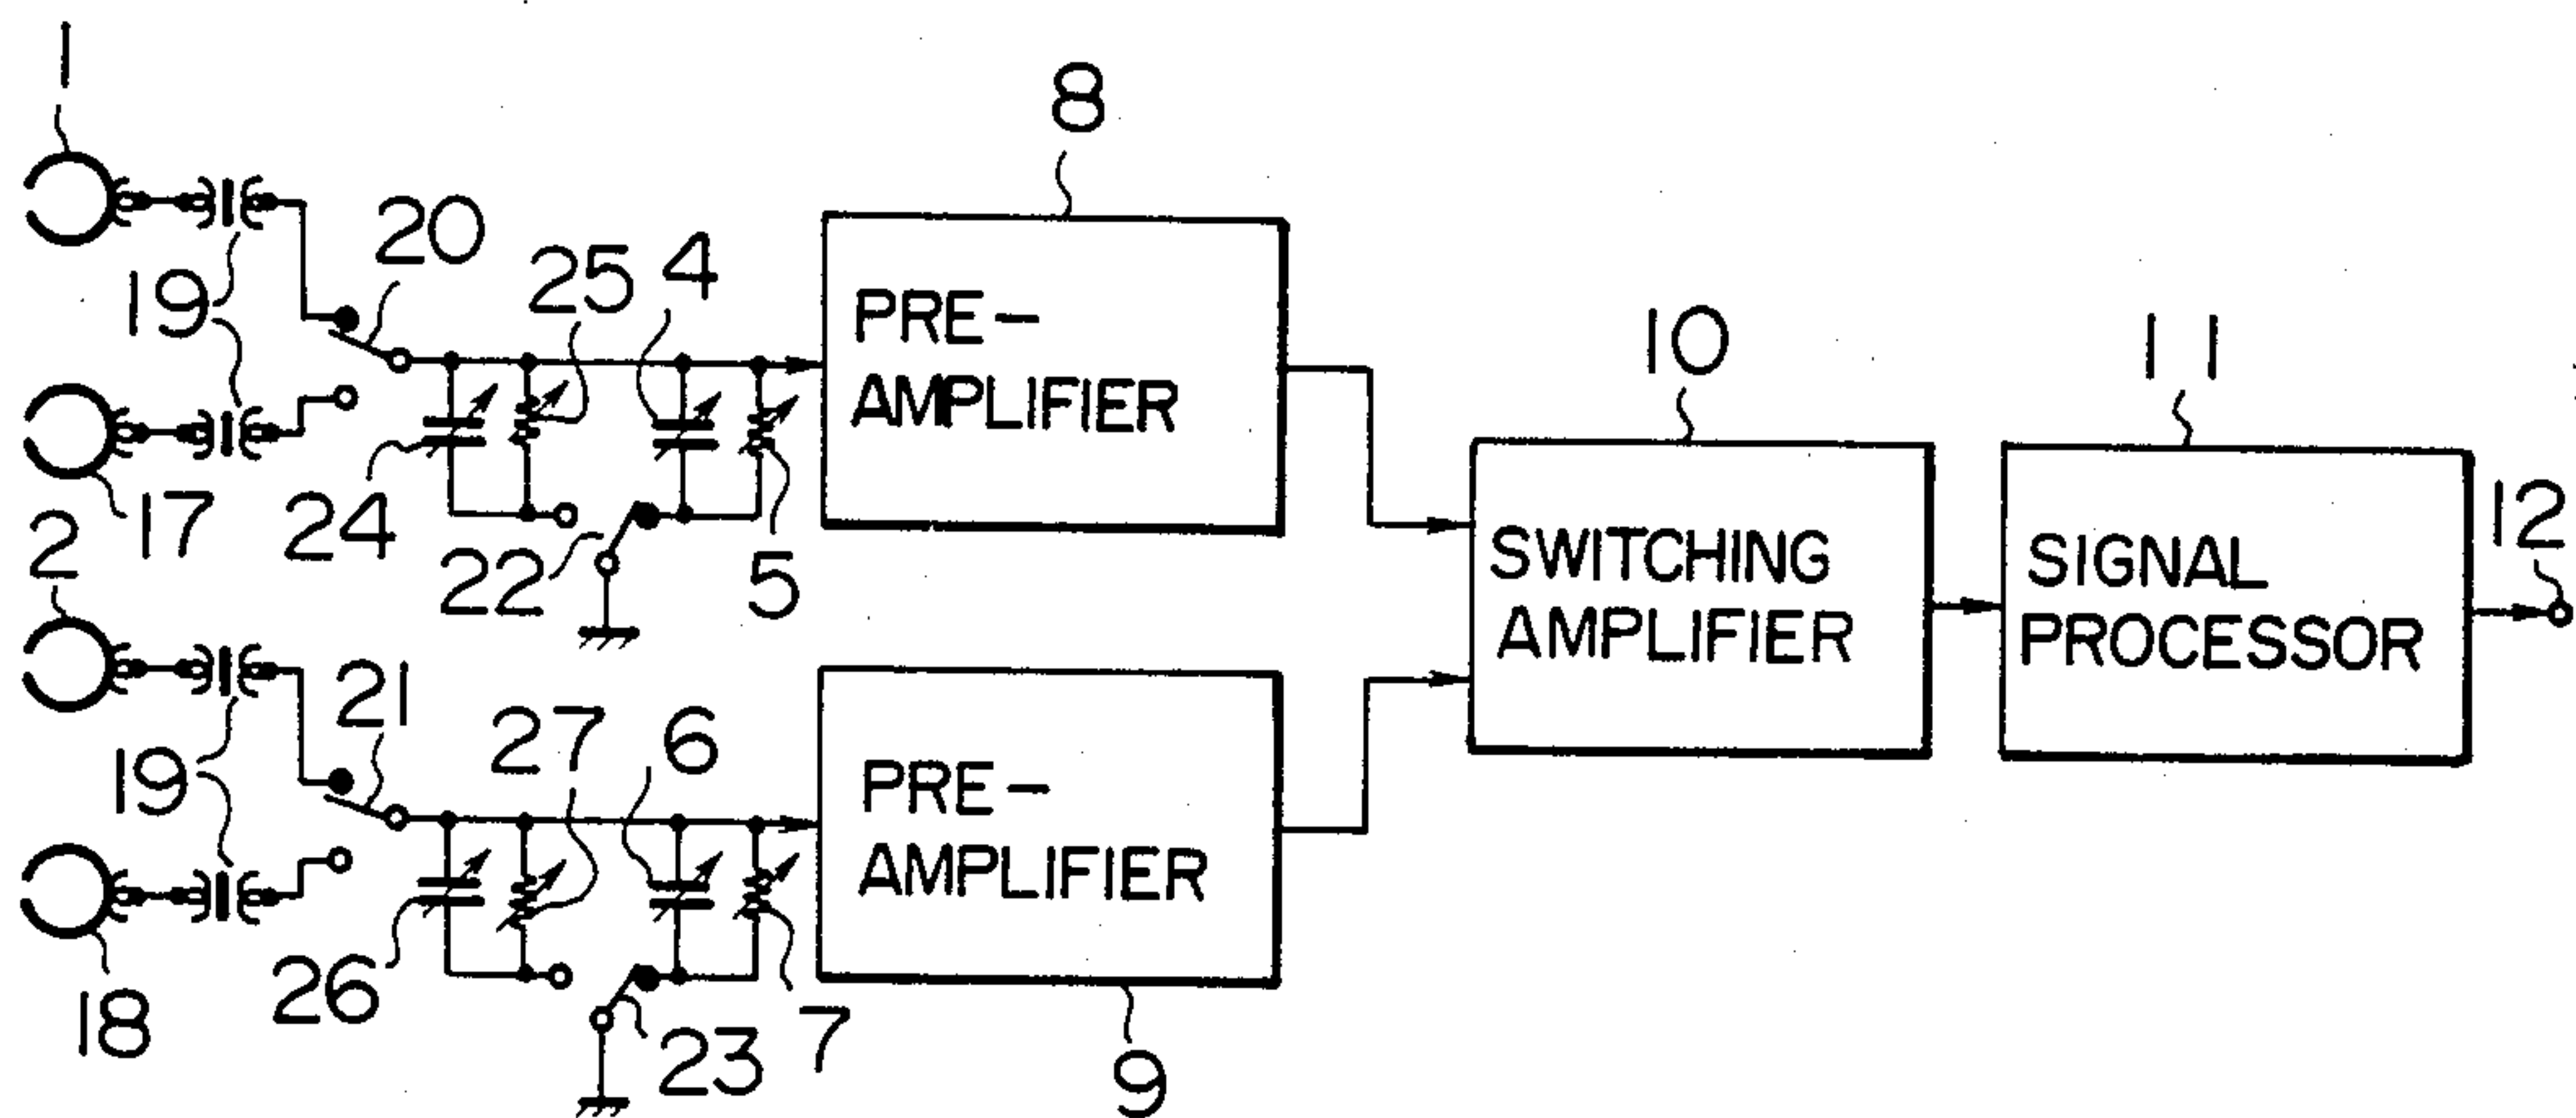 1
8
20
25
4
19
PRE-
AMPLIFIER
10
11
17
24
22
5
12
2
SWITCHING
AMPLIFIER
SIGNAL
PROCESSOR
21
27
6
19
PRE-
AMPLIFIER
18
26
23
7
9